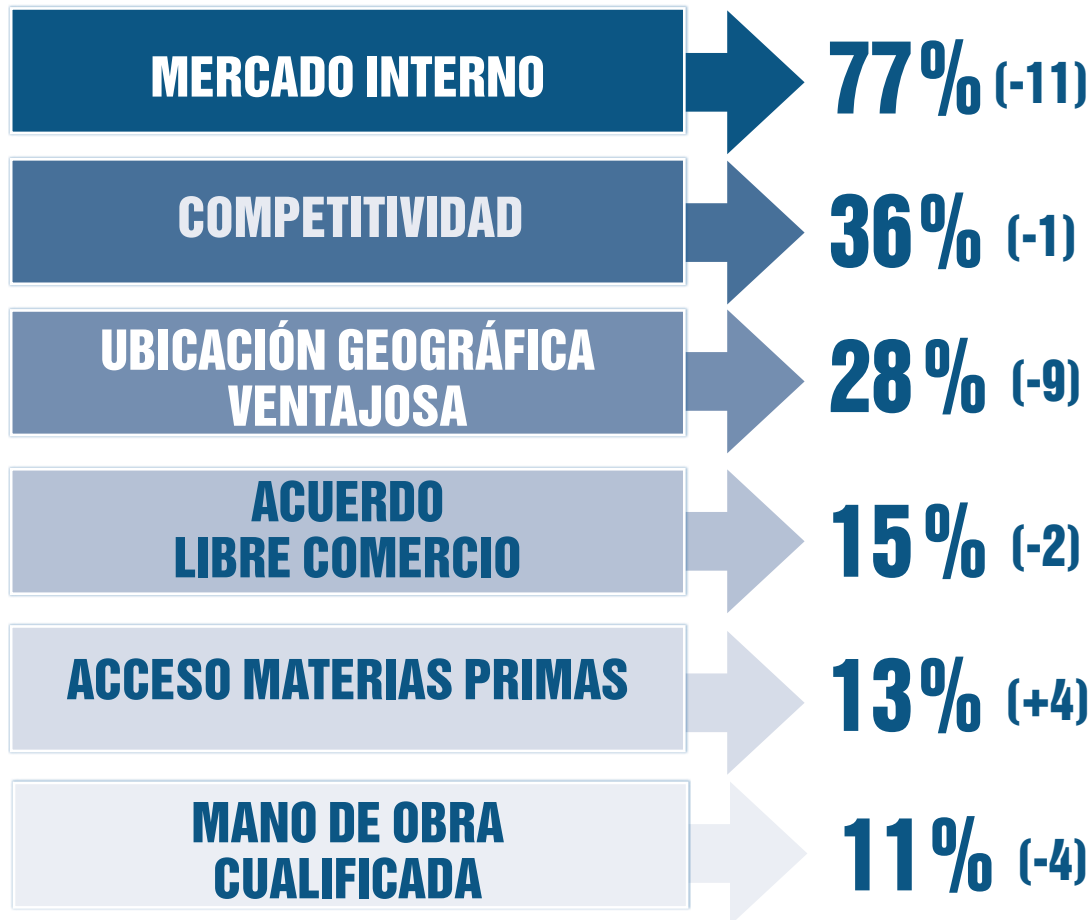 MERCADO INTERNO
77% (-11)
COMPETITIVIDAD
36% (-1)
UBICACIÓN GEOGRÁFICA
VENTAJOSA
28% (-9)
ACUERDO
LIBRE COMERCIO
15% (-2)
ACCESO MATERIAS PRIMAS
13% (+4)
MANO DE OBRA
CUALIFICADA
11% (-4)